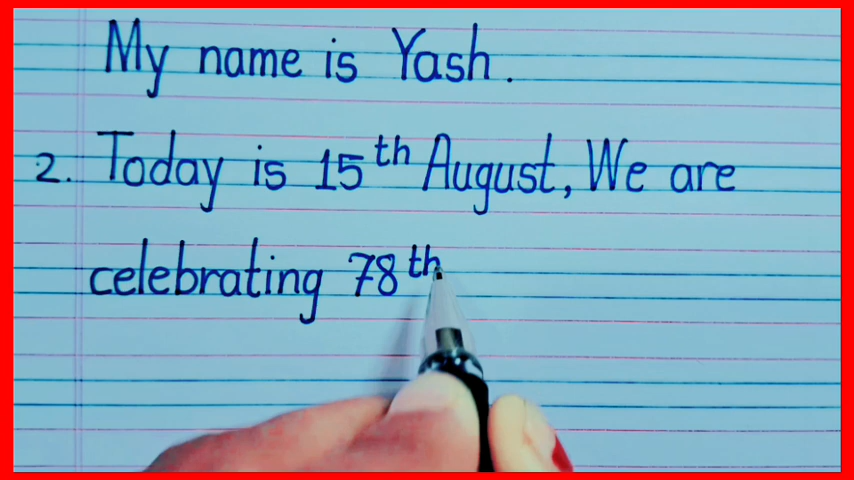 My name is Yash.
2. Today is 15th August, We are
celebrating 78th